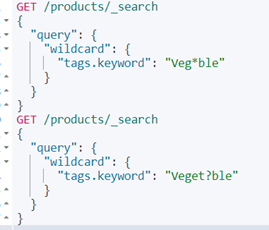 GET /products/_search
{
"query": {
"wildcard": {
"tags.keyword": "Veg*ble"
}
}
}
GET /products/_search
{
"query": {
"wildcard": {
"tags.keyword": "Veget?ble"
}
}
}